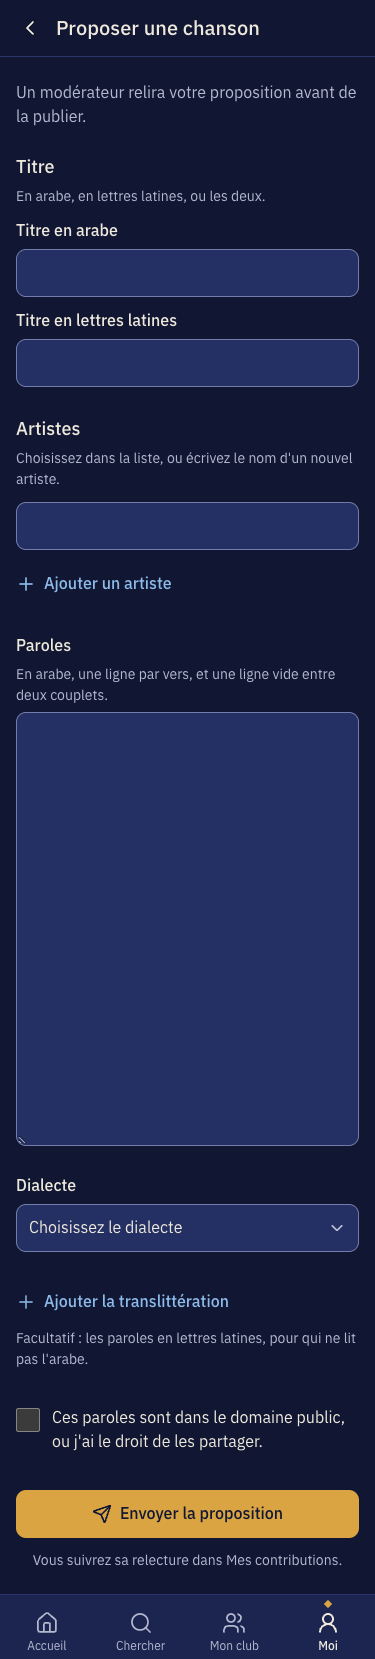 Proposer une chanson
Un modérateur relira votre proposition avant de
la publier.
Titre
En arabe, en lettres latines, ou les deux.
Titre en arabe
Titre en lettres latines
Artistes
Choisissez dans la liste, ou écrivez le nom d'un nouvel
artiste.
Ajouter un artiste
Paroles
En arabe, une ligne par vers, et une ligne vide entre
deux couplets.
Dialecte
Choisissez le dialecte
Ajouter la translittération
Facultatif : les paroles en lettres latines, pour qui ne lit
pas l'arabe.
Ces paroles sont dans le domaine public,
ou j'ai le droit de les partager.
Envoyer la proposition
Vous suivrez sa relecture dans Mes contributions.
Accueil
Chercher
Mon club
Moi